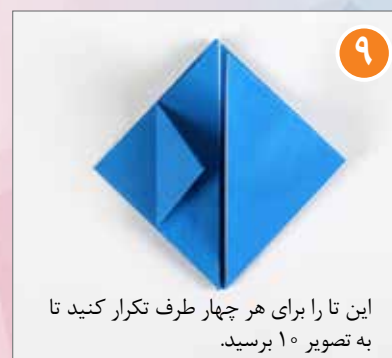 ۹
این تا را برای هر چهار طرف تکرار کنید تا
به تصویر ۱۰ برسید.